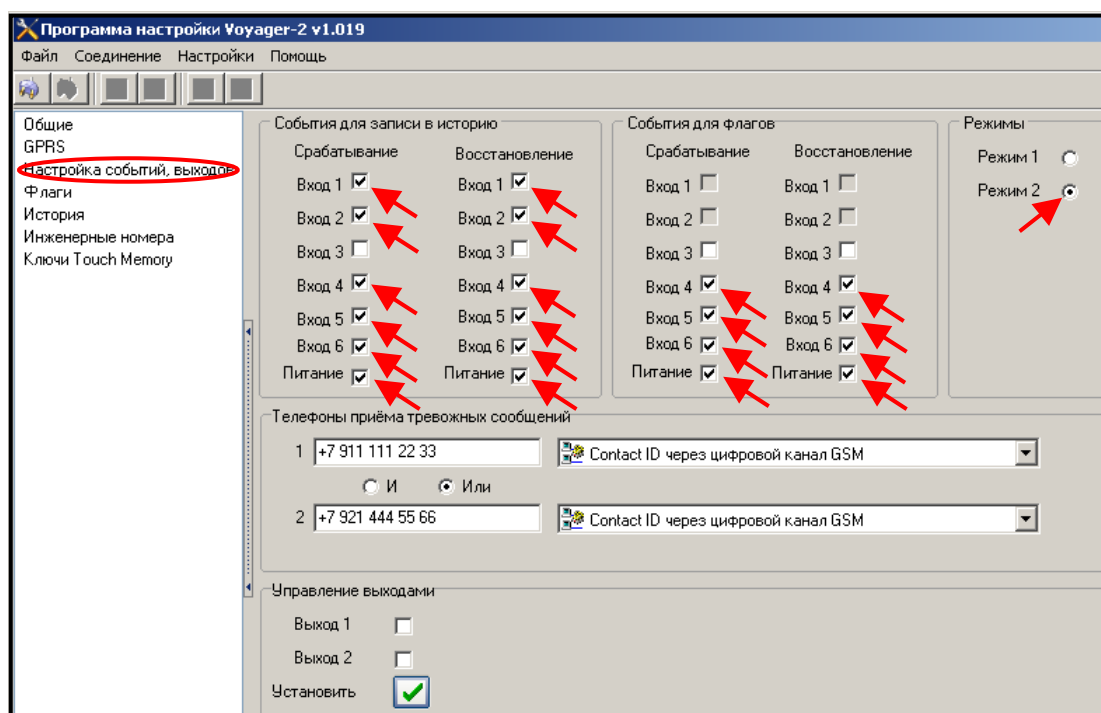 Программа настройки Voyager-2 v1.019
Файл Соединение Настройки Помощь
Общие
GPRS
Настройка событий, выходов
Флаги
История
Инженерные номера
Ключи Touch Memory
События для записи в историю
Срабатывание Восстановление
Вход 1 Вход 1
Вход 2 Вход 2
Вход 3 Вход 3
Вход 4 Вход 4
Вход 5 Вход 5
Вход 6 Вход 6
Питание Питание
События для флагов
Срабатывание Восстановление
Вход 1 Вход 1
Вход 2 Вход 2
Вход 3 Вход 3
Вход 4 Вход 4
Вход 5 Вход 5
Вход 6 Вход 6
Питание Питание
Режимы
Режим 1
Режим 2
Телефоны приёма тревожных сообщений
1 +7 911 111 22 33 Contact ID через цифровой канал GSM
И Или
2 +7 921 444 55 66 Contact ID через цифровой канал GSM
Управление выходами
Выход 1
Выход 2
Установить